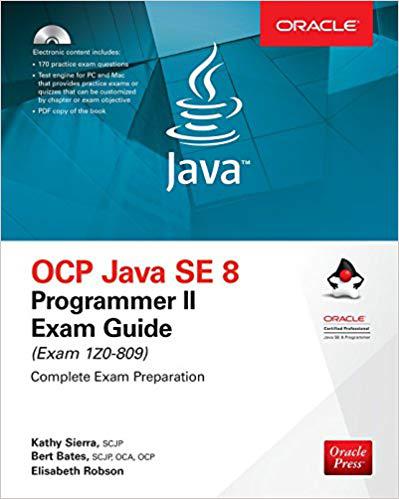 ORACLE
Electronic content includes:
• 170 practice exam questions
• Test engine for PC and Mac
that provides practice exams or
quizzes that can be customized
by chapter or exam objective
• PDF copy of the book
Java™
OCP Java SE 8
Programmer II
Exam Guide
(Exam 1Z0-809)
Complete Exam Preparation
ORACLE
Certified Professional
Java SE 8 Programmer
Kathy Sierra, SCJP
Bert Bates, SCJP, OCA, OCP
Elisabeth Robson
Oracle
Press™